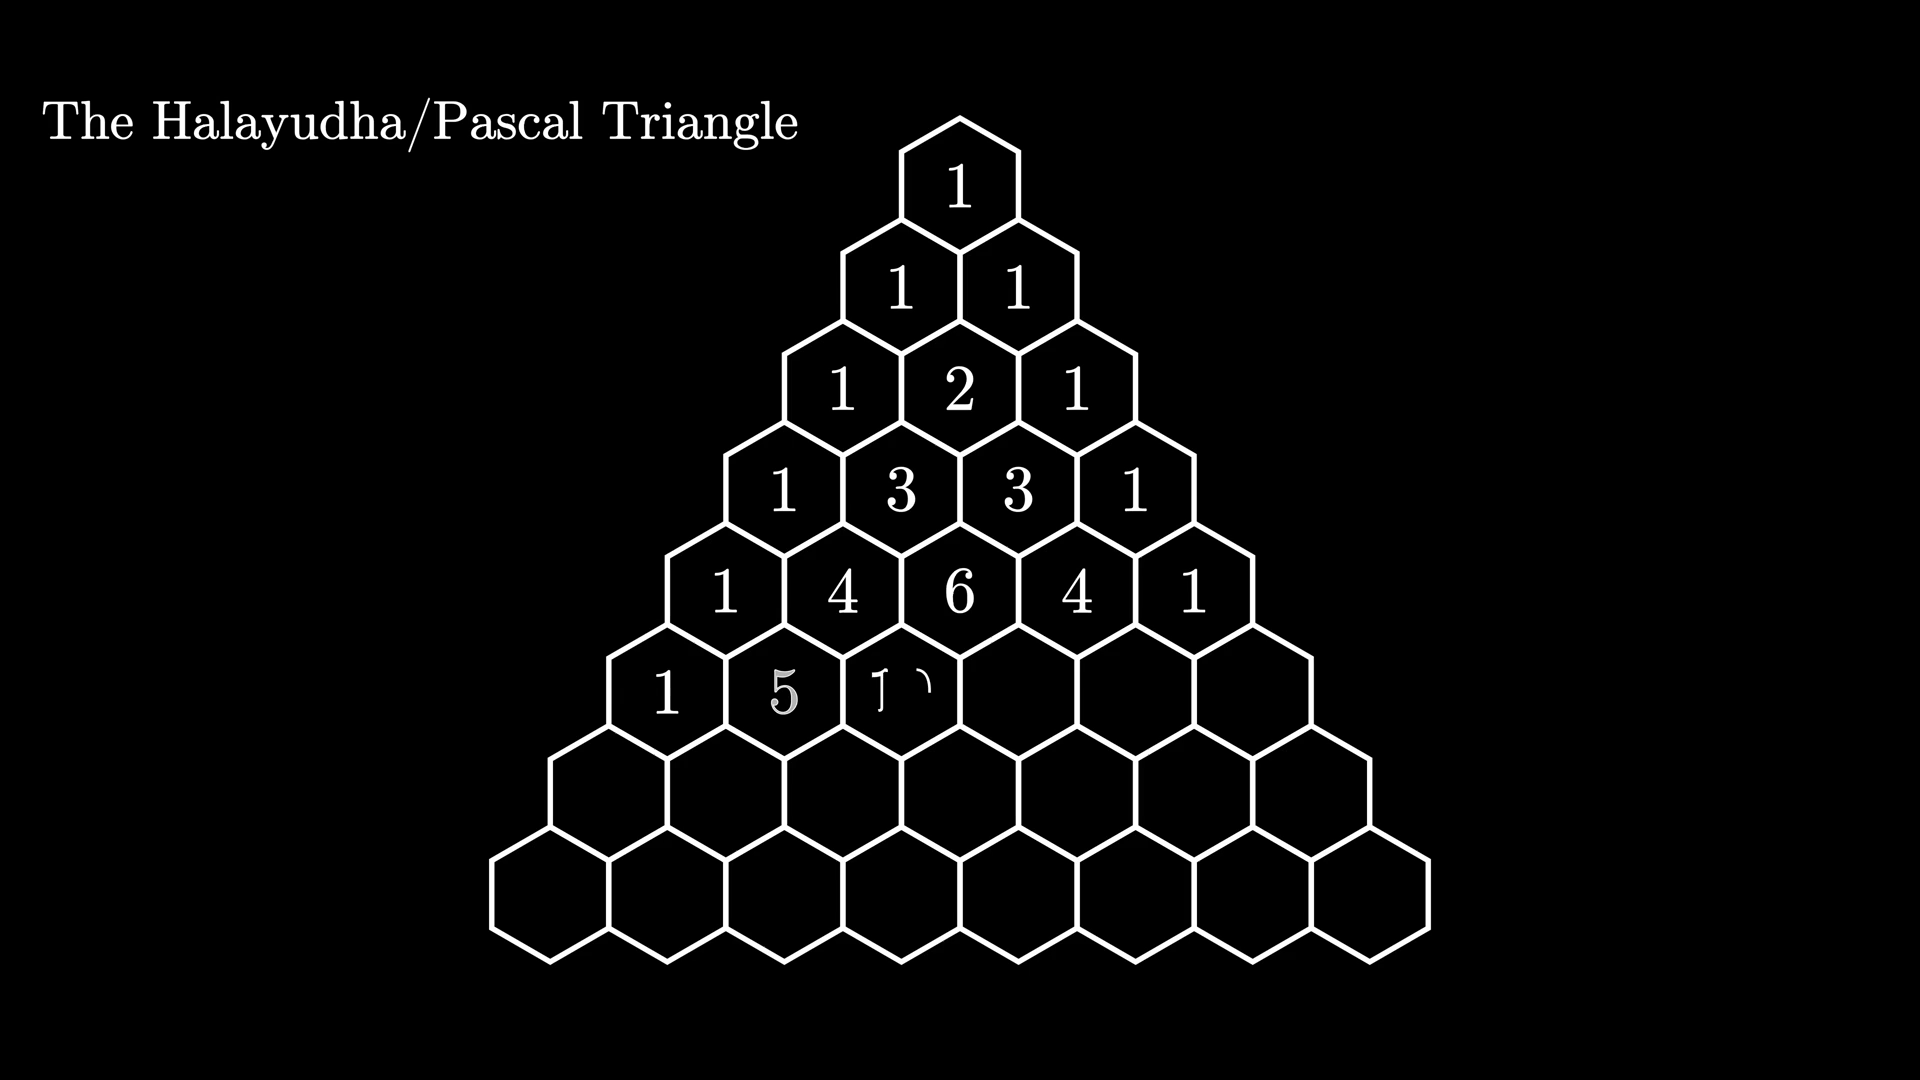 The Halayudha/Pascal Triangle
1
1 1
1 2 1
1 3 3 1
1 4 6 4 1
1 5